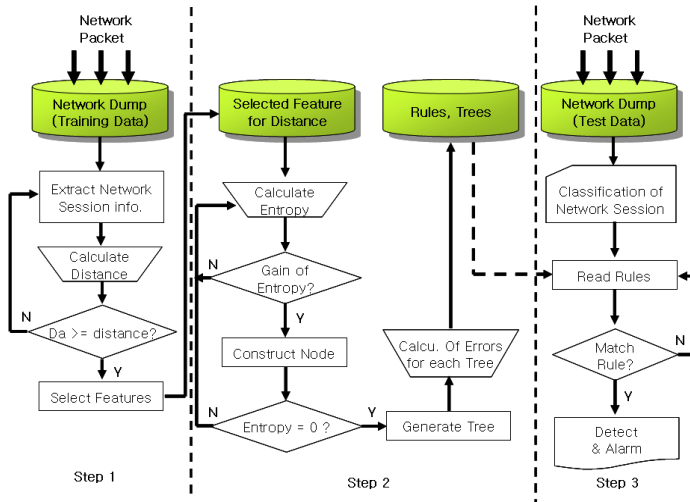 Network
Packet
Network Dump
(Training Data)
Extract Network
Session info.
Calculate
Distance
N
Da >= distance?
Y
Select Features
Step 1
Selected Feature
for Distance
Calculate
Entropy
N
Gain of
Entropy?
Y
Construct Node
N
Entropy = 0 ?
Y
Generate Tree
Calcu. Of Errors
for each Tree
Rules, Trees
Step 2
Network
Packet
Network Dump
(Test Data)
Classification of
Network Session
Read Rules
Match
Rule?
N
Y
Detect
& Alarm
Step 3